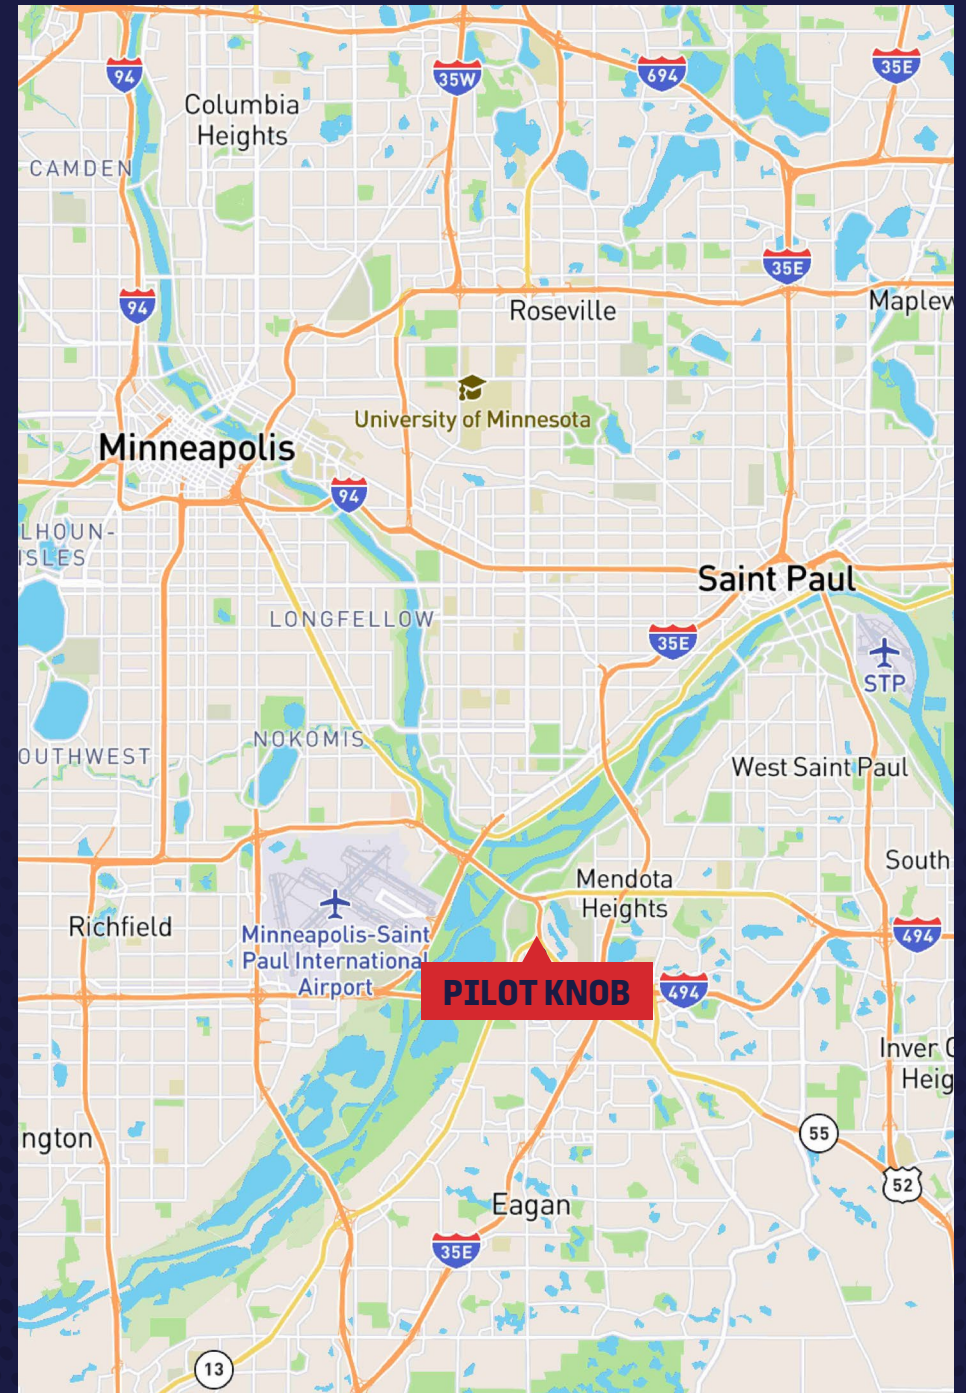 94
35W
694
35E
Columbia
Heights
CAMDEN
35E
94
Roseville
Maplew
University of Minnesota
Minneapolis
94
LHOUN-
ISLES
Saint Paul
LONGFELLOW
35E
STP
NOKOMIS
OUTHWEST
West Saint Paul
South
Mendota
Heights
Richfield
Minneapolis-Saint
Paul International
Airport
494
PILOT KNOB
494
Inver G
Heig
ngton
55
52
Eagan
35E
13